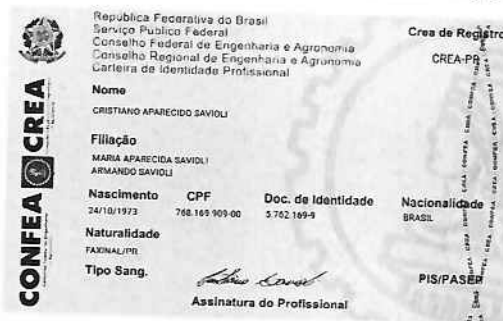 República Federativa do Brasil
Serviço Público Federal
Conselho Federal de Engenharia e Agronomia
Conselho Regional de Engenharia e Agronomia
Carteira de Identidade Profissional
Crea de Registro
CREA-PR
Nome
CRISTIANO APARECIDO SAVIOLI
Filiação
MARIA APARECIDA SAVIOLI
ARMANDO SAVIOLI
Nascimento CPF Doc. de Identidade Nacionalidade
24/10/1973 768.169.909-00 5.762.169-9 BRASIL
Naturalidade
FAXINAL/PR
Tipo Sang. PIS/PASEP
Assinatura do Profissional
CONFEA CREA